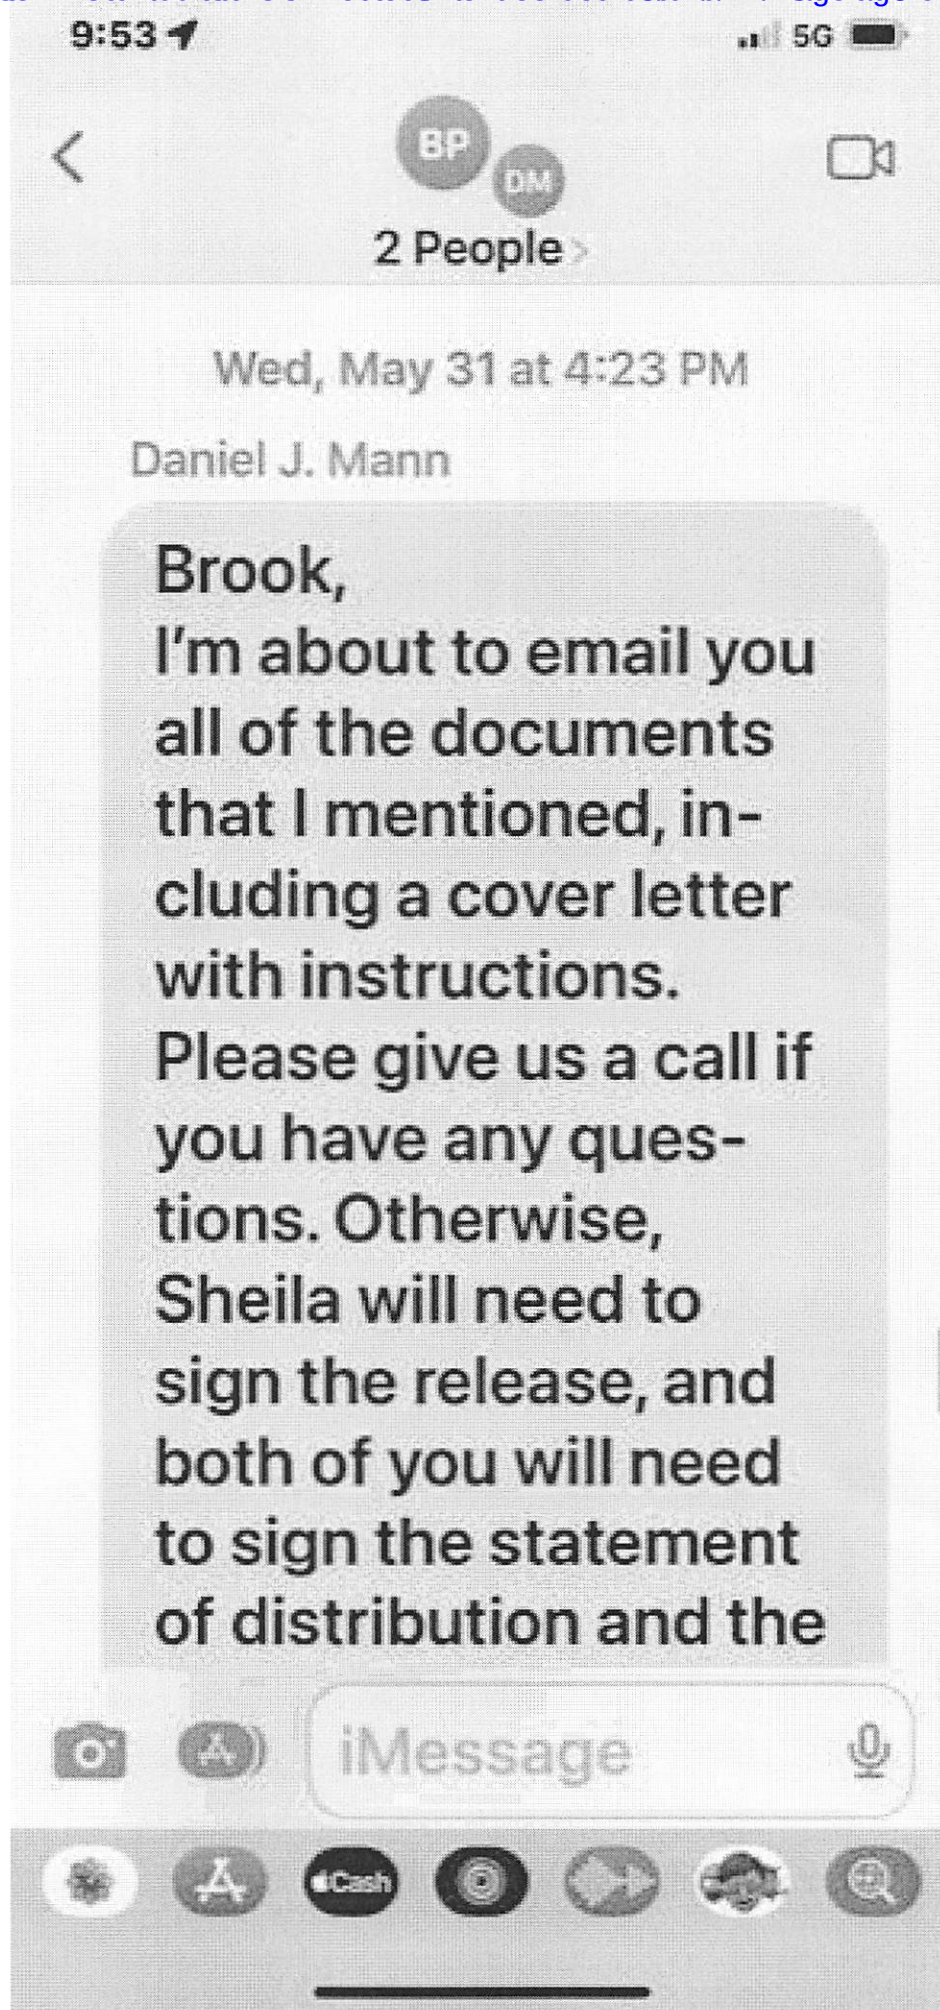 9:53
5G
BP
DM
2 People
Wed, May 31 at 4:23 PM
Daniel J. Mann
Brook,
I'm about to email you
all of the documents
that I mentioned, in-
cluding a cover letter
with instructions.
Please give us a call if
you have any ques-
tions. Otherwise,
Sheila will need to
sign the release, and
both of you will need
to sign the statement
of distribution and the
iMessage
Cash